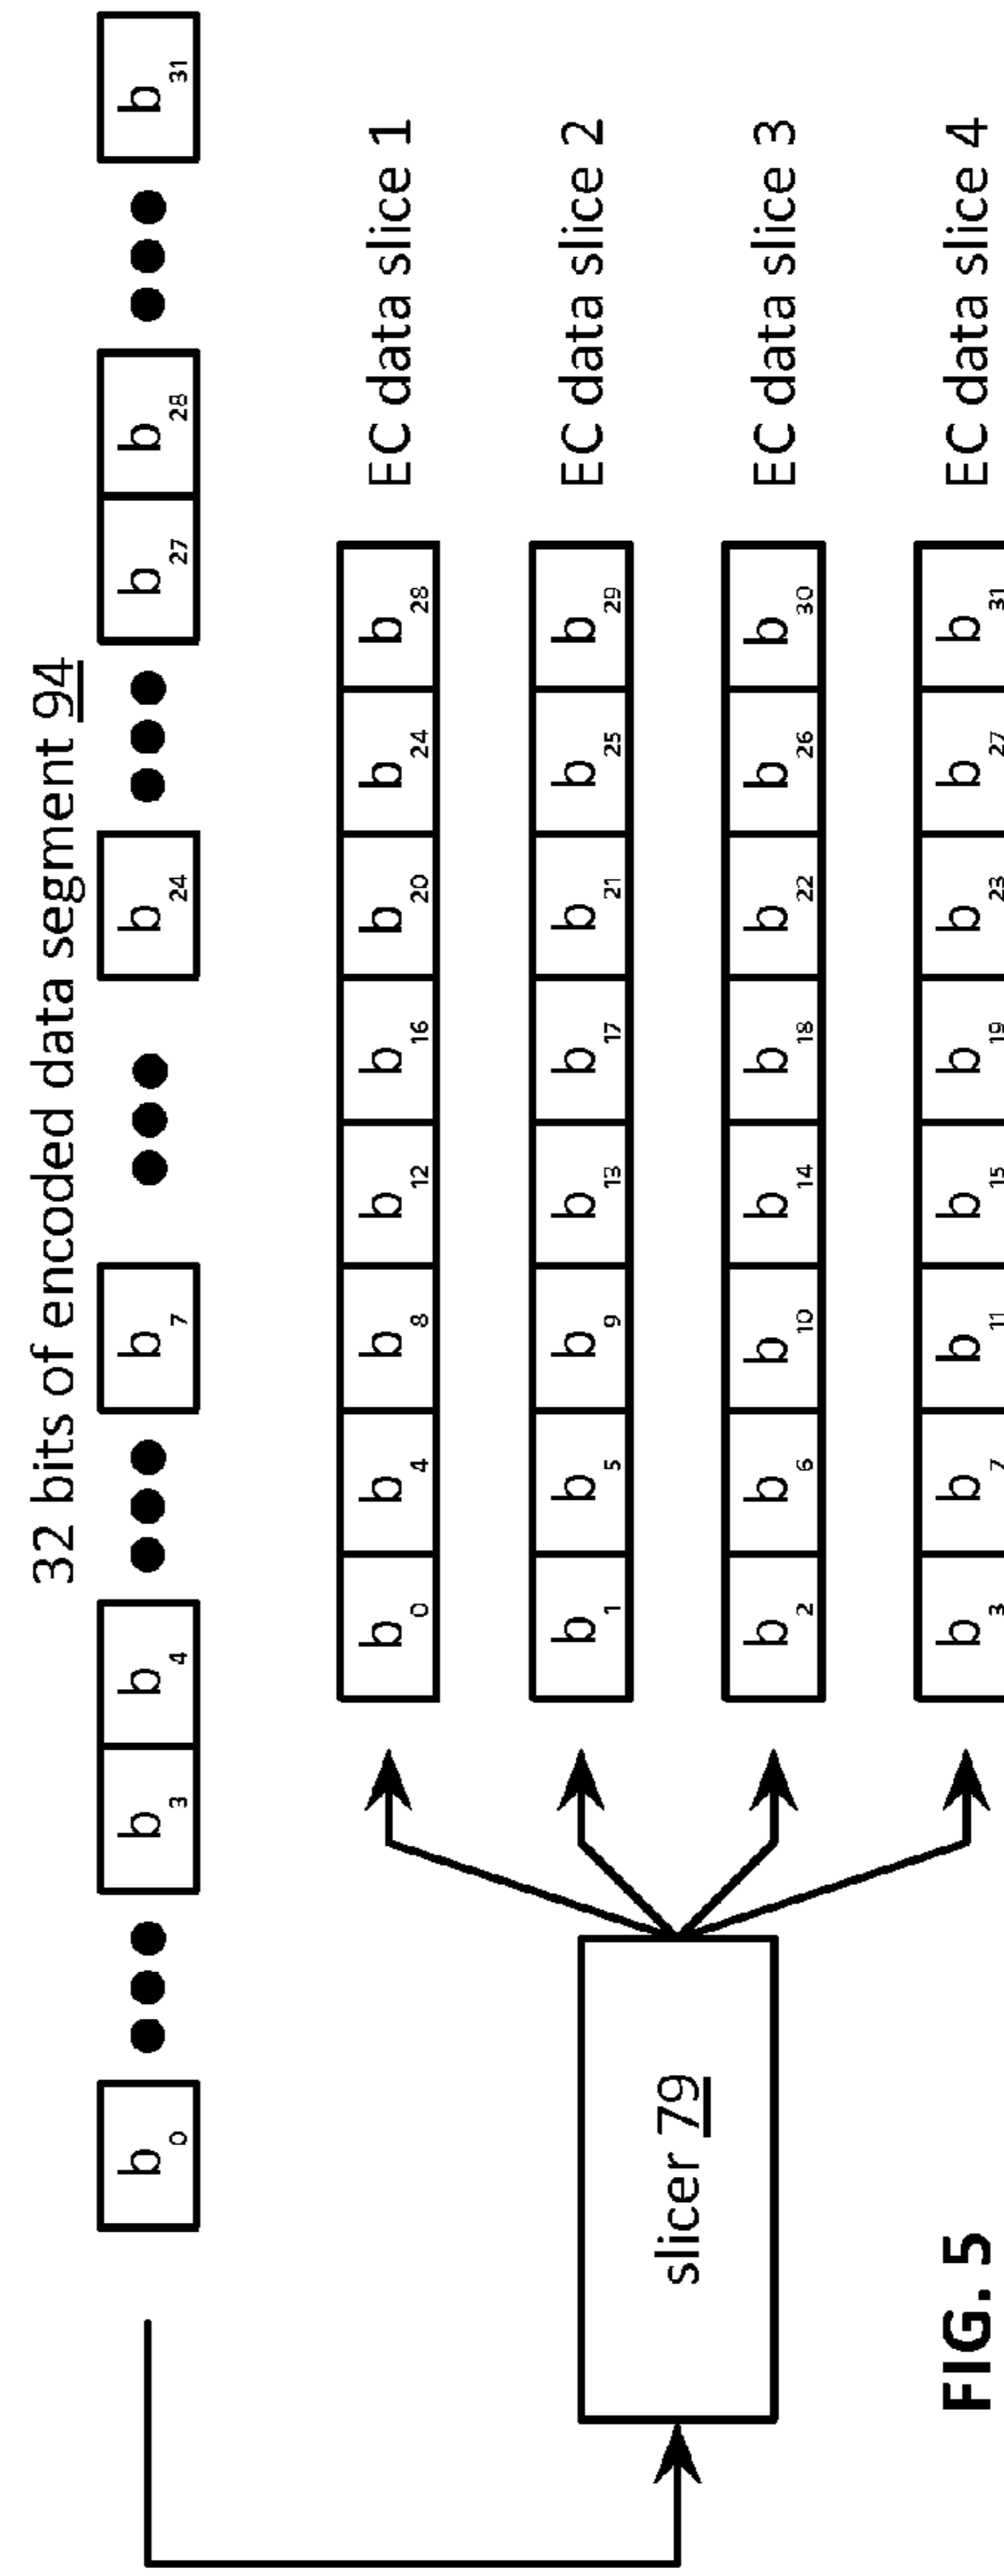 32 bits of encoded data segment 94
b0 ●●● b3 b4 ●●● b7 ●●● b24 ●●● b27 b28 ●●● b31
b0 b4 b8 b12 b16 b20 b24 b28 EC data slice 1
b1 b5 b9 b13 b17 b21 b25 b29 EC data slice 2
slicer 79
b2 b6 b10 b14 b18 b22 b26 b30 EC data slice 3
b3 b7 b11 b15 b19 b23 b27 b31 EC data slice 4
FIG. 5